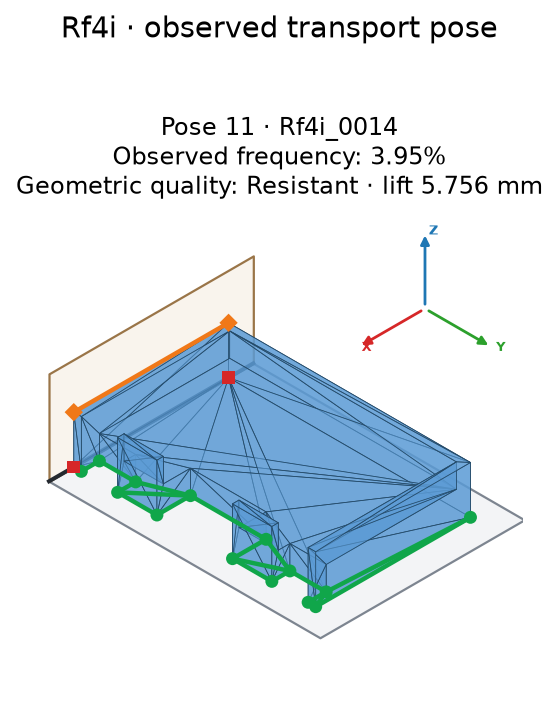 Rf4i · observed transport pose
Pose 11 · Rf4i_0014
Observed frequency: 3.95%
Geometric quality: Resistant · lift 5.756 mm
Z
X
Y